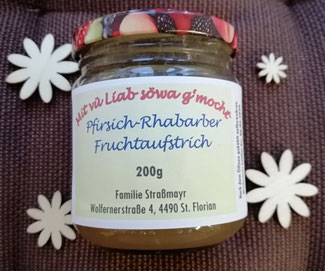 Mit vü Liab söwa g'mocht
Pfirsich-Rhabarber
Fruchtaufstrich
200g
Familie Straßmayr
Wolfernerstraße 4, 4490 St. Florian